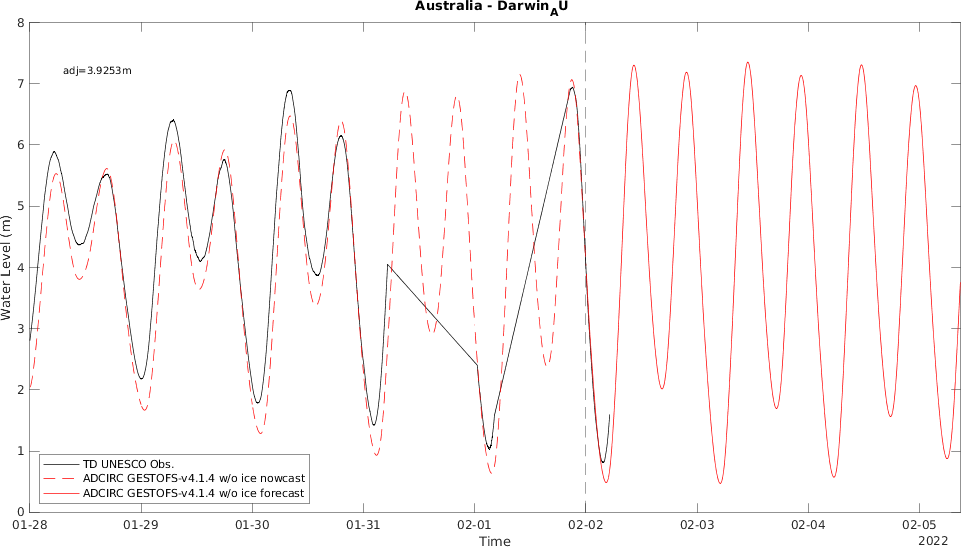 Australia - Darwin_AU
8
adj=3.9253m
7
6
5
4
3
2
1
0
Water Level (m)
TD UNESCO Obs.
ADCIRC GESTOFS-v4.1.4 w/o ice nowcast
ADCIRC GESTOFS-v4.1.4 w/o ice forecast
01-28 01-29 01-30 01-31 02-01 02-02 02-03 02-04 02-05
Time
2022